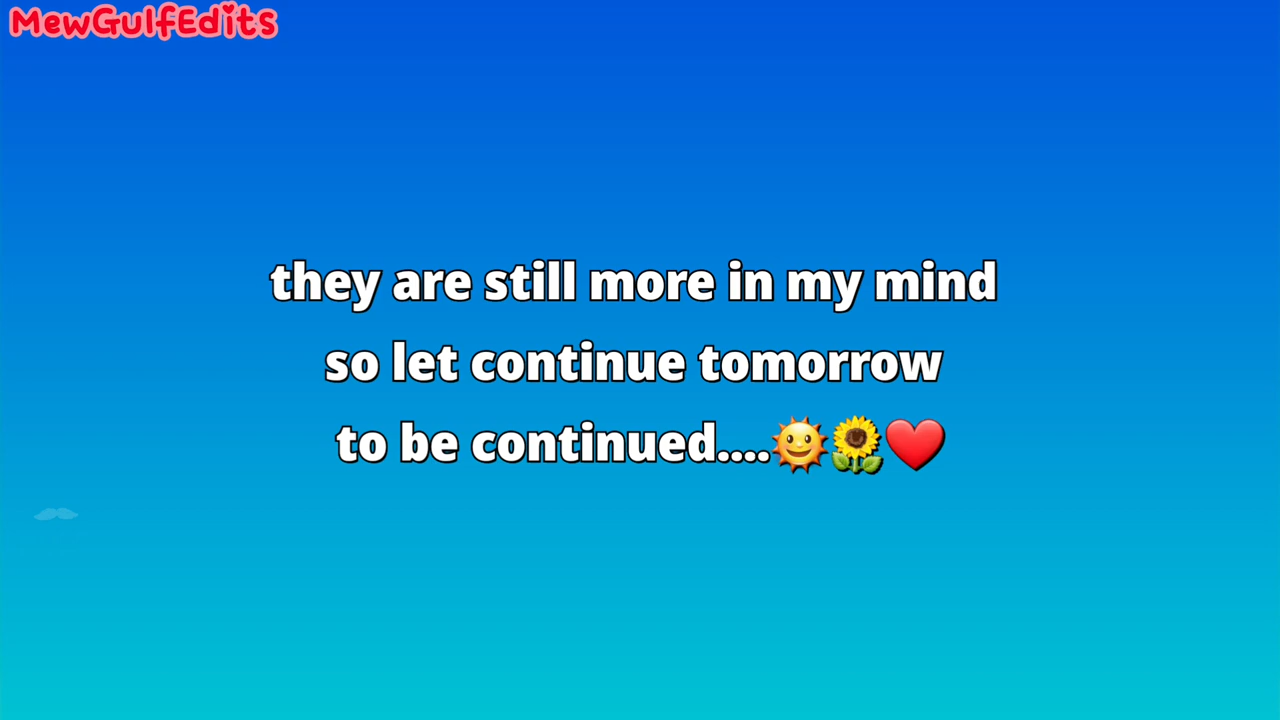 MewGulfEdits
they are still more in my mind
so let continue tomorrow
to be continued....🌞🌻❤️